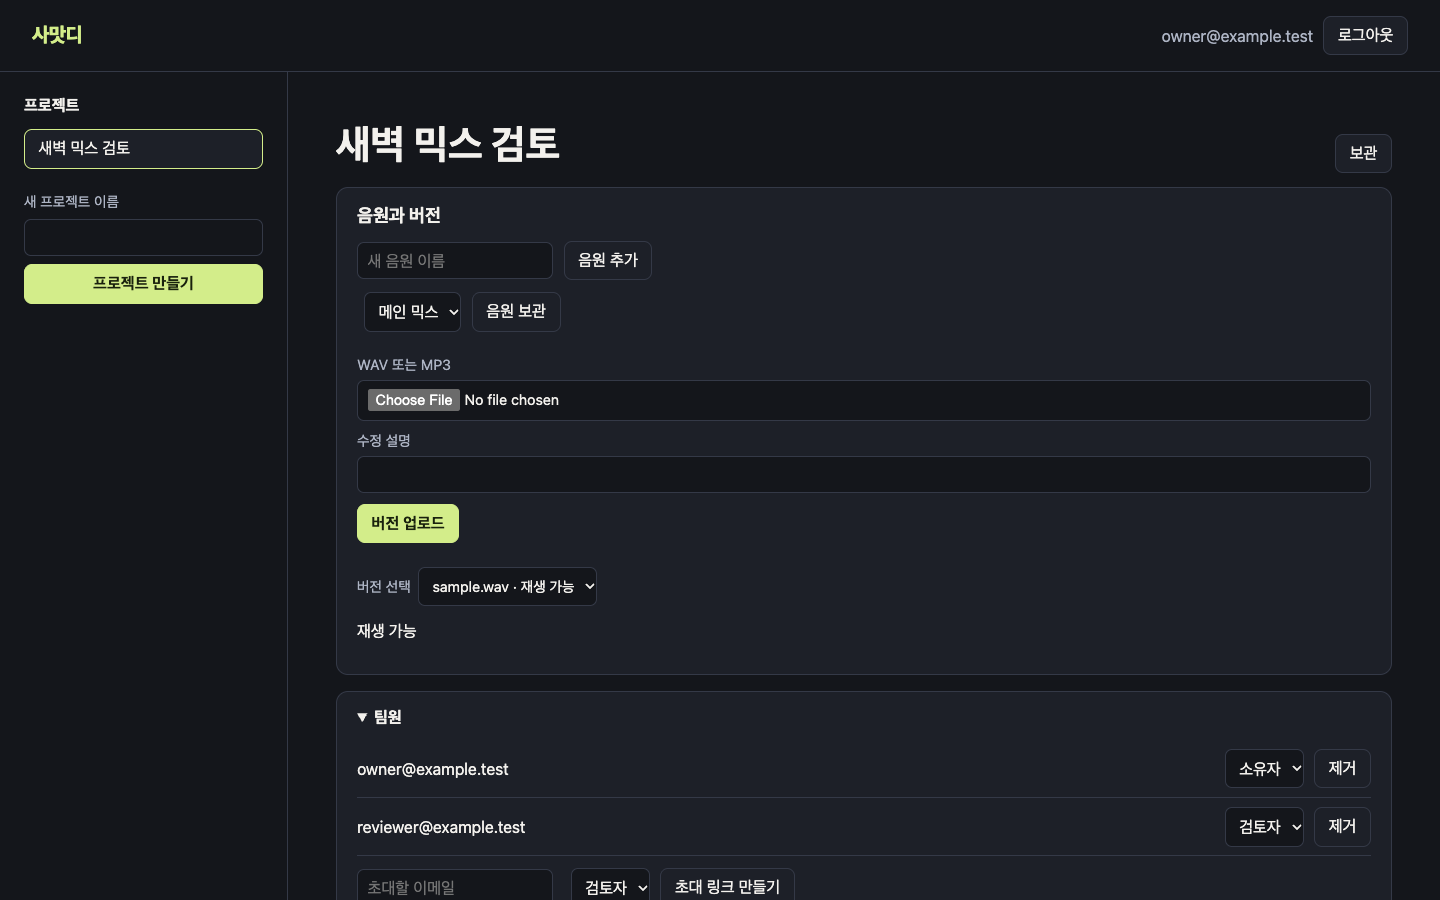 사맛디
owner@example.test 로그아웃
프로젝트
새벽 믹스 검토
새 프로젝트 이름
프로젝트 만들기
새벽 믹스 검토
보관
음원과 버전
새 음원 이름 음원 추가
메인 믹스 음원 보관
WAV 또는 MP3
Choose File No file chosen
수정 설명
버전 업로드
버전 선택 sample.wav · 재생 가능
재생 가능
▼ 팀원
owner@example.test 소유자 제거
reviewer@example.test 검토자 제거
초대할 이메일 검토자 초대 링크 만들기